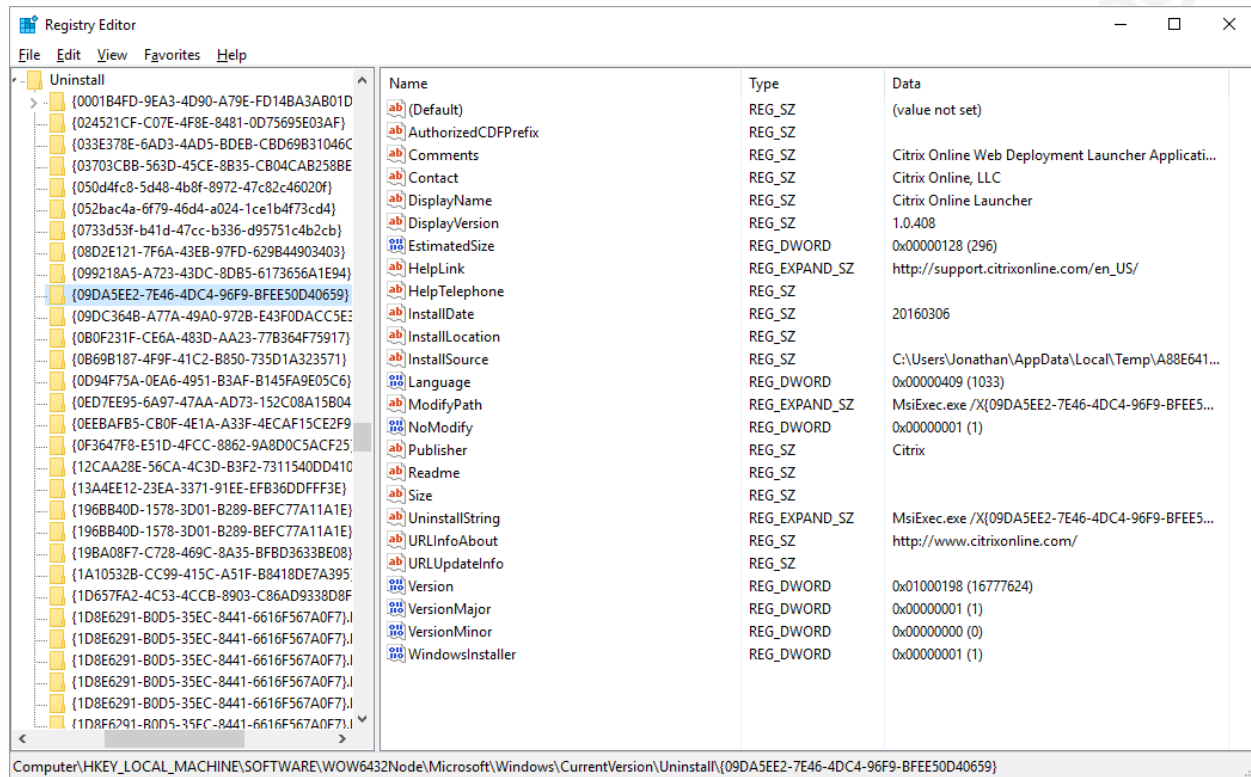 Registry Editor
File Edit View Favorites Help
Uninstall
{0001B4FD-9EA3-4D90-A79E-FD14BA3AB01D
{024521CF-C07E-4F8E-8481-0D75695E03AF}
{033E378E-6AD3-4AD5-BDEB-CBD69B31046C
{03703CBB-563D-45CE-8B35-CB04CAB258BE
{050d4fc8-5d48-4b8f-8972-47c82c46020f}
{052bac4a-6f79-46d4-a024-1ce1b4f73cd4}
{0733d53f-b41d-47cc-b336-d95751c4b2cb}
{08D2E121-7F6A-43EB-97FD-629B44903403}
{099218A5-A723-43DC-8DB5-6173656A1E94}
{09DA5EE2-7E46-4DC4-96F9-BFEE50D40659}
{09DC364B-A77A-49A0-972B-E43F0DACC5E3
{0B0F231F-CE6A-483D-AA23-77B364F75917}
{0B69B187-4F9F-41C2-B850-735D1A323571}
{0D94F75A-0EA6-4951-B3AF-B145FA9E05C6}
{0ED7EE95-6A97-47AA-AD73-152C08A15B04
{0EEBAFB5-CB0F-4E1A-A33F-4ECAF15CE2F9
{0F3647F8-E51D-4FCC-8862-9A8D0C5ACF25}
{12CAA28E-56CA-4C3D-B3F2-7311540DD410
{13A4EE12-23EA-3371-91EE-EFB36DDFFF3E}
{196BB40D-1578-3D01-B289-BEFC77A11A1E}
{196BB40D-1578-3D01-B289-BEFC77A11A1E}
{19BA08F7-C728-469C-8A35-BFBD3633BE08}
{1A10532B-CC99-415C-A51F-B8418DE7A395}
{1D657FA2-4C53-4CCB-8903-C86AD9338D8F
{1D8E6291-B0D5-35EC-8441-6616F567A0F7}.
{1D8E6291-B0D5-35EC-8441-6616F567A0F7}.
{1D8E6291-B0D5-35EC-8441-6616F567A0F7}.
{1D8E6291-B0D5-35EC-8441-6616F567A0F7}.
{1D8E6291-B0D5-35EC-8441-6616F567A0F7}.
{1D8E6291-B0D5-35EC-8441-6616F567A0F7}.
Name Type Data
(Default) REG_SZ (value not set)
AuthorizedCDFPrefix REG_SZ
Comments REG_SZ Citrix Online Web Deployment Launcher Applicati...
Contact REG_SZ Citrix Online, LLC
DisplayName REG_SZ Citrix Online Launcher
DisplayVersion REG_SZ 1.0.408
EstimatedSize REG_DWORD 0x00000128 (296)
HelpLink REG_EXPAND_SZ http://support.citrixonline.com/en_US/
HelpTelephone REG_SZ
InstallDate REG_SZ 20160306
InstallLocation REG_SZ
InstallSource REG_SZ C:\Users\Jonathan\AppData\Local\Temp\A88E641...
Language REG_DWORD 0x00000409 (1033)
ModifyPath REG_EXPAND_SZ MsiExec.exe /X{09DA5EE2-7E46-4DC4-96F9-BFEE5...
NoModify REG_DWORD 0x00000001 (1)
Publisher REG_SZ Citrix
Readme REG_SZ
Size REG_SZ
UninstallString REG_EXPAND_SZ MsiExec.exe /X{09DA5EE2-7E46-4DC4-96F9-BFEE5...
URLInfoAbout REG_SZ http://www.citrixonline.com/
URLUpdateInfo REG_SZ
Version REG_DWORD 0x01000198 (16777624)
VersionMajor REG_DWORD 0x00000001 (1)
VersionMinor REG_DWORD 0x00000000 (0)
WindowsInstaller REG_DWORD 0x00000001 (1)
Computer\HKEY_LOCAL_MACHINE\SOFTWARE\WOW6432Node\Microsoft\Windows\CurrentVersion\Uninstall\{09DA5EE2-7E46-4DC4-96F9-BFEE50D40659}